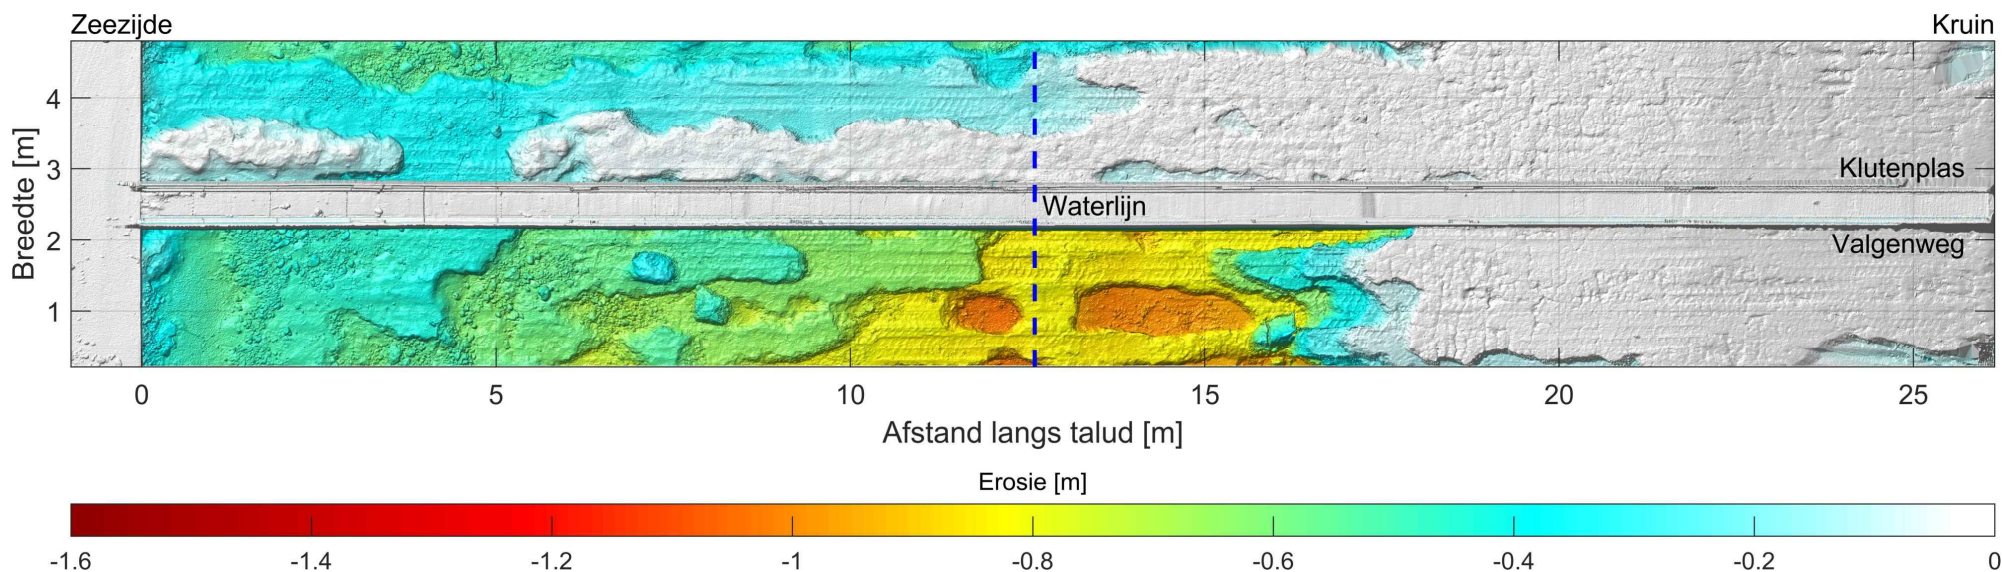 Zeezijde
Kruin
4
3
2
1
Breedte [m]
Klutenplas
Waterlijn
Valgenweg
0
5
10
15
20
25
Afstand langs talud [m]
Erosie [m]
-1.6
-1.4
-1.2
-1
-0.8
-0.6
-0.4
-0.2
0